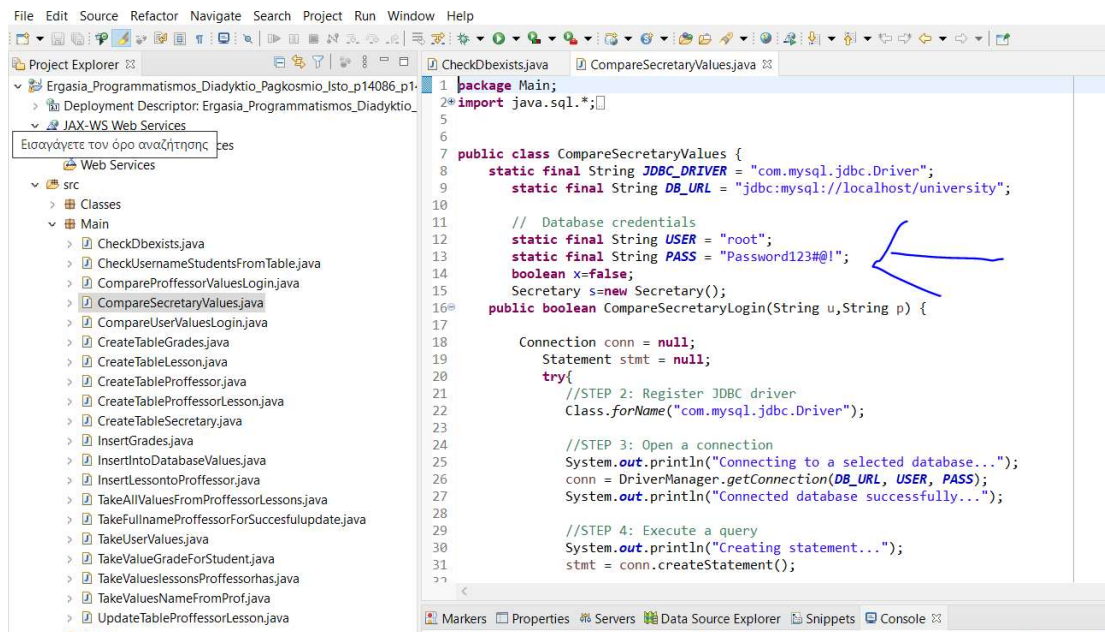 File Edit Source Refactor Navigate Search Project Run Window Help
Project Explorer
Ergasia_Programmatismos_Diadyktio_Pagkosmio_Isto_p14086_p14
Deployment Descriptor: Ergasia_Programmatismos_Diadyktio_
JAX-WS Web Services
Εισαγάγετε τον όρο αναζήτησης
ces
Web Services
src
Classes
Main
CheckDbexists.java
CheckUsernameStudentsFromTable.java
CompareProffessorValuesLogin.java
CompareSecretaryValues.java
CompareUserValuesLogin.java
CreateTableGrades.java
CreateTableLesson.java
CreateTableProffessor.java
CreateTableProffessorLesson.java
CreateTableSecretary.java
InsertGrades.java
InsertIntoDatabaseValues.java
InsertLessontoProffessor.java
TakeAllValuesFromProffessorLessons.java
TakeFullnameProffessorForSuccesfulupdate.java
TakeUserValues.java
TakeValueGradeForStudent.java
TakeValueslessonsProffessorhas.java
TakeValuesNameFromProf.java
UpdateTableProffessorLesson.java
CheckDbexists.java CompareSecretaryValues.java
1 package Main;
2 import java.sql.*;
5
6
7 public class CompareSecretaryValues {
8 static final String JDBC_DRIVER = "com.mysql.jdbc.Driver";
9 static final String DB_URL = "jdbc:mysql://localhost/university";
10
11 // Database credentials
12 static final String USER = "root";
13 static final String PASS = "Password123#@!";
14 boolean x=false;
15 Secretary s=new Secretary();
16 public boolean CompareSecretaryLogin(String u,String p) {
17
18 Connection conn = null;
19 Statement stmt = null;
20 try{
21 //STEP 2: Register JDBC driver
22 Class.forName("com.mysql.jdbc.Driver");
23
24 //STEP 3: Open a connection
25 System.out.println("Connecting to a selected database...");
26 conn = DriverManager.getConnection(DB_URL, USER, PASS);
27 System.out.println("Connected database successfully...");
28
29 //STEP 4: Execute a query
30 System.out.println("Creating statement...");
31 stmt = conn.createStatement();
32
Markers Properties Servers Data Source Explorer Snippets Console